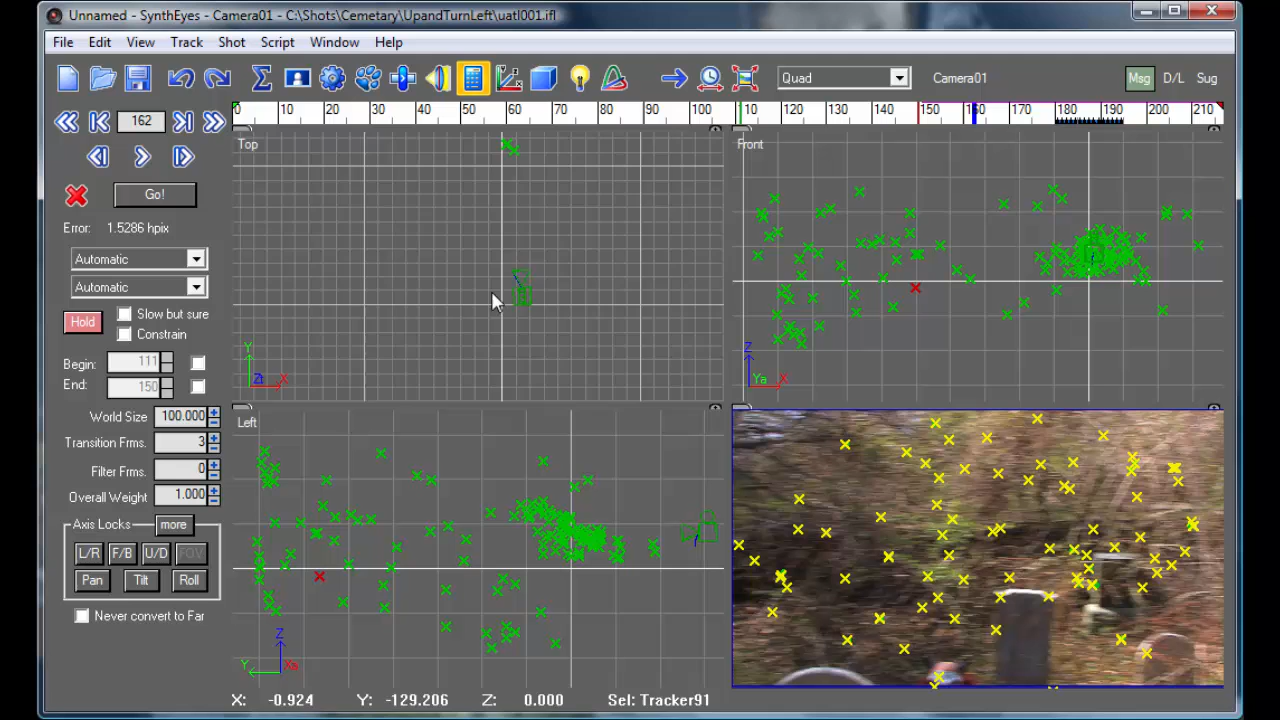 Unnamed - SynthEyes - Camera01 - C:\Shots\Cemetary\UpandTurnLeft\uatl001.ifl
File Edit View Track Shot Script Window Help
Quad Camera01 Msg D/L Sug
162
0 10 20 30 40 50 60 70 80 90 100 110 120 130 140 150 160 170 180 190 200 210
Top Front
Go!
Error: 1.5286 hpix
Automatic
Automatic
Hold Slow but sure
Constrain
Begin: 111
End: 150
Y Z X
Z Ya X
World Size 100.000
Transition Frms. 3
Filter Frms. 0
Overall Weight 1.000
Left
Axis Locks more
L/R F/B U/D FOV
Pan Tilt Roll
Never convert to Far
Z Y
X: -0.924 Y: -129.206 Z: 0.000 Sel: Tracker91